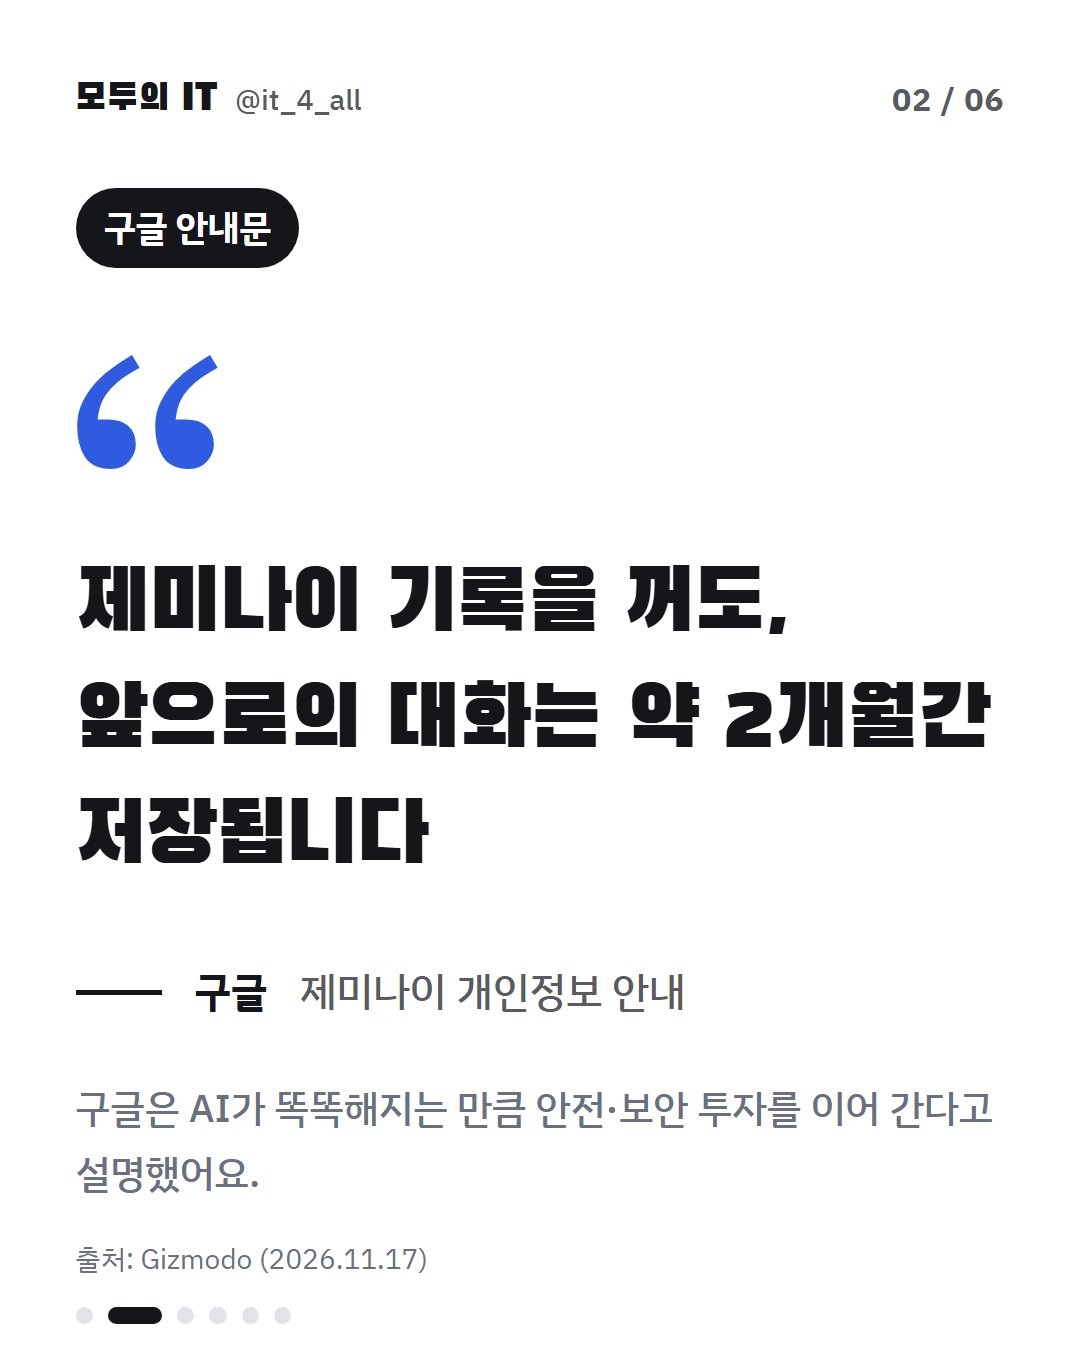 모두의 IT @it_4_all
02 / 06
구글 안내문
“
제미나이 기록을 꺼도,
앞으로의 대화는 약 2개월간
저장됩니다
구글 제미나이 개인정보 안내
구글은 AI가 똑똑해지는 만큼 안전·보안 투자를 이어 간다고
설명했어요.
출처: Gizmodo (2026.11.17)